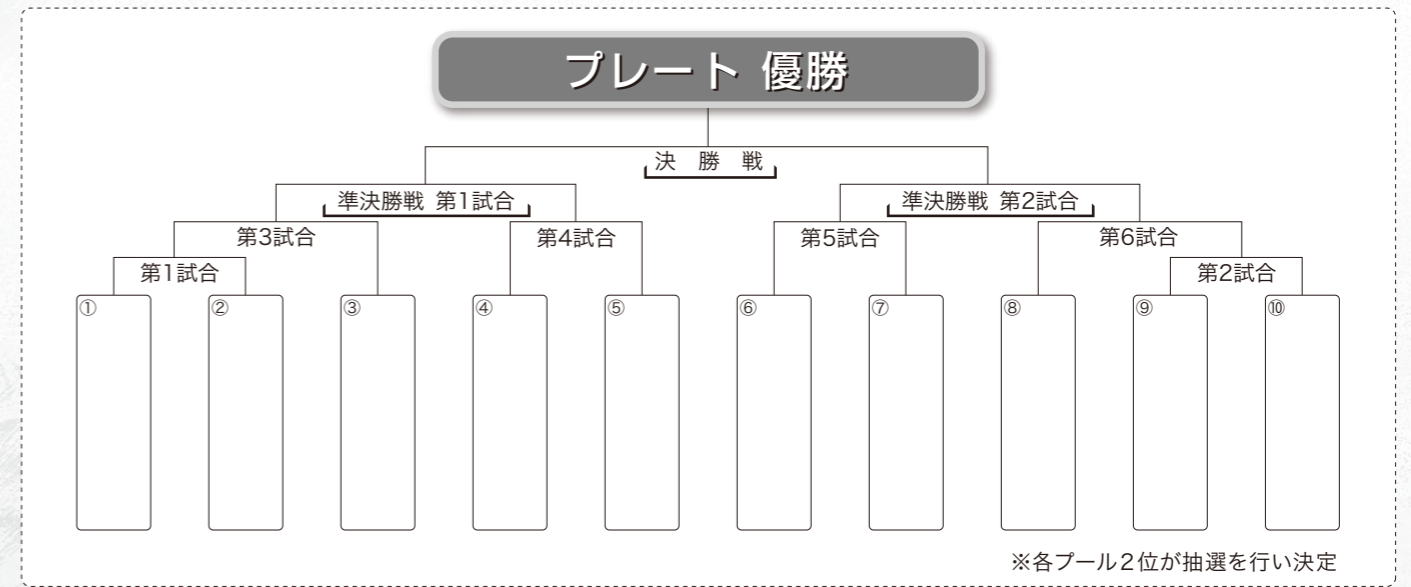 プレート 優勝
決 勝 戦
準決勝戦 第1試合
準決勝戦 第2試合
第3試合
第4試合
第5試合
第6試合
第1試合
第2試合
① ② ③ ④ ⑤ ⑥ ⑦ ⑧ ⑨ ⑩
※各プール2位が抽選を行い決定